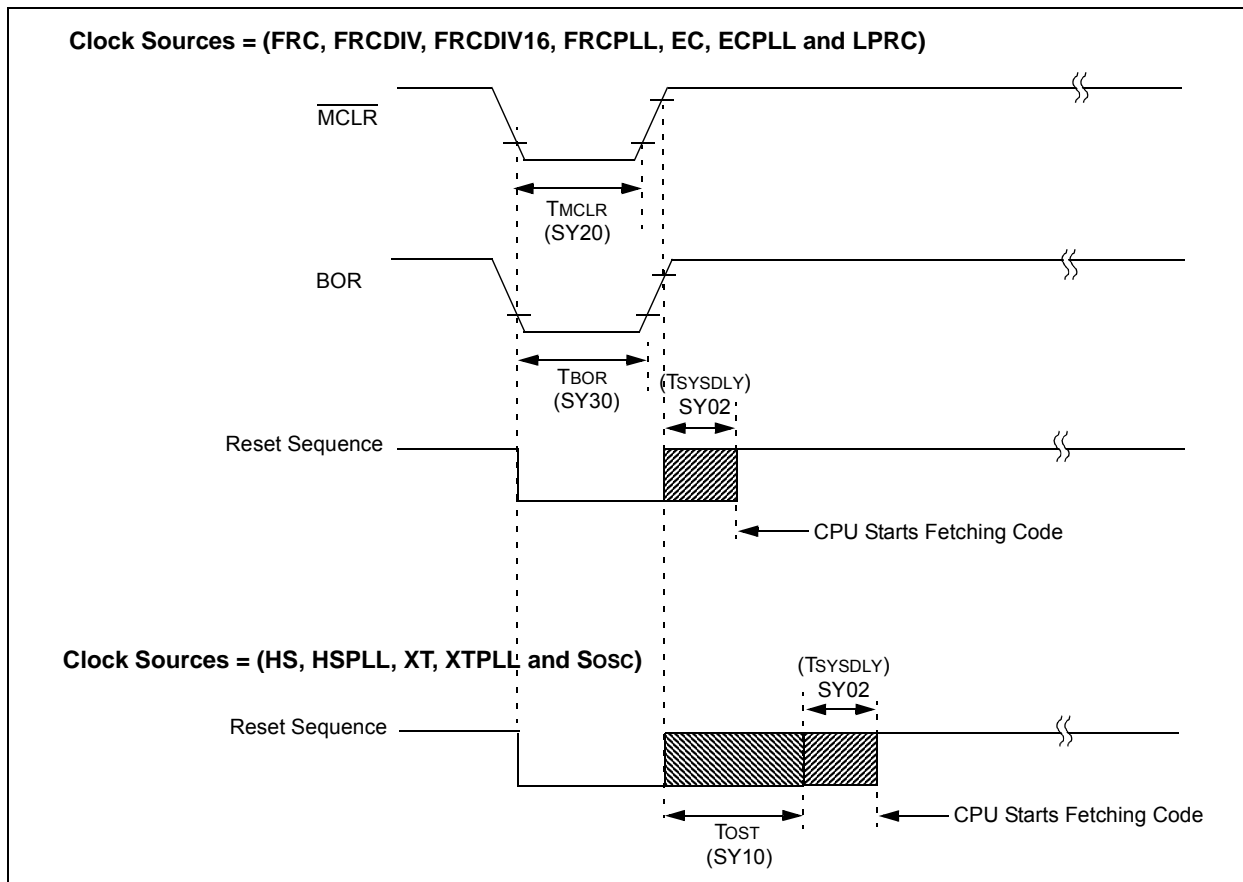 Clock Sources = (FRC, FRCDIV, FRCDIV16, FRCPLL, EC, ECPLL and LPRC)
MCLR
TMCLR
(SY20)
BOR
TBOR
(SY30)
(TSYSDLY)
SY02
Reset Sequence
CPU Starts Fetching Code
Clock Sources = (HS, HSPLL, XT, XTPLL and SOSC)
(TSYSDLY)
SY02
Reset Sequence
CPU Starts Fetching Code
TOST
(SY10)